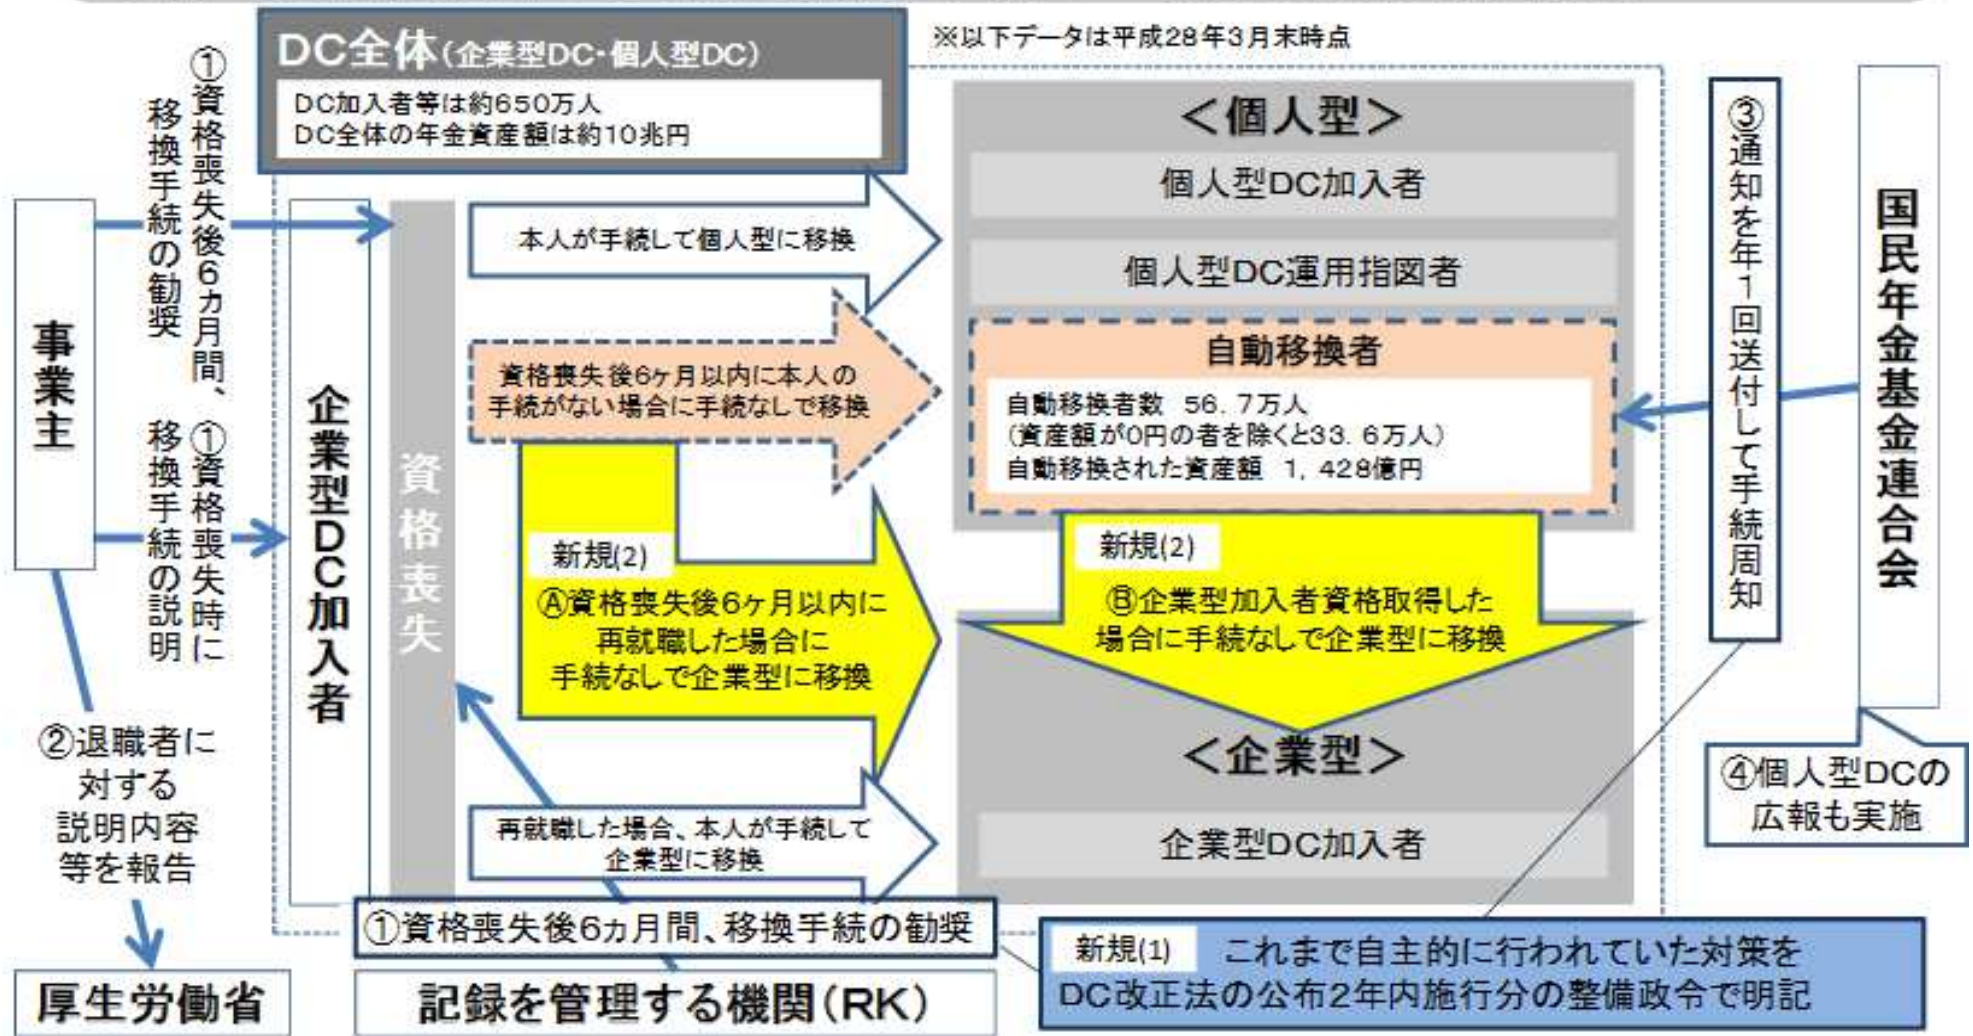 DC全体(企業型DC・個人型DC)
DC加入者等は約650万人
DC全体の年金資産額は約10兆円
※以下データは平成28年3月末時点
①資格喪失後6カ月間、
移換手続の勧奨
①資格喪失時に
移換手続の説明
事業主
②退職者に
対する
説明内容
等を報告
厚生労働省
企業型DC加入者
資格喪失
本人が手続して個人型に移換
資格喪失後6ヶ月以内に本人の
手続がない場合に手続なしで移換
新規(2)
Ⓐ資格喪失後6ヶ月以内に
再就職した場合に
手続なしで企業型に移換
再就職した場合、本人が手続して
企業型に移換
①資格喪失後6カ月間、移換手続の勧奨
記録を管理する機関(RK)
<個人型>
個人型DC加入者
個人型DC運用指図者
自動移換者
自動移換者数 56.7万人
(資産額が0円の者を除くと33.6万人)
自動移換された資産額 1,428億円
新規(2)
Ⓑ企業型加入者資格取得した
場合に手続なしで企業型に移換
<企業型>
企業型DC加入者
③通知を年1回送付して手続周知
国民年金基金連合会
④個人型DCの
広報も実施
新規(1) これまで自主的に行われていた対策を
DC改正法の公布2年内施行分の整備政令で明記